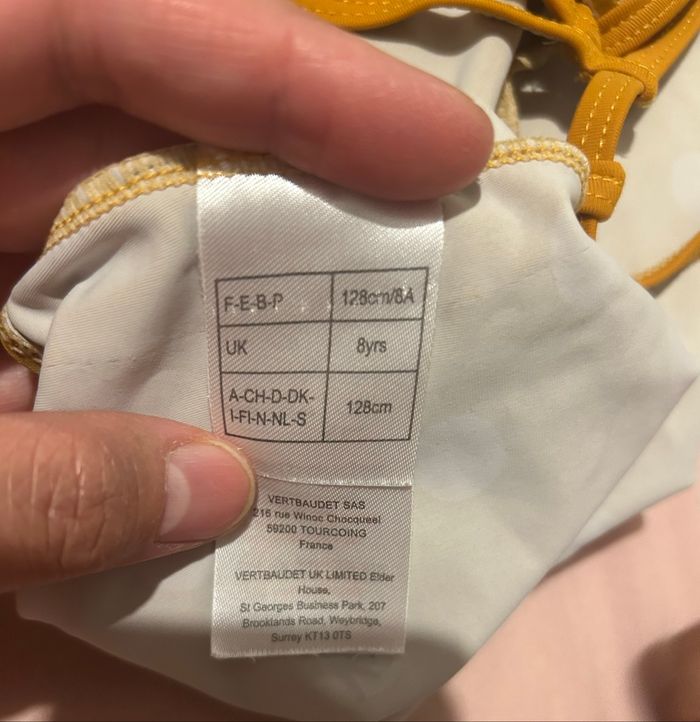 F-E-B-P 128cm/8A
UK 8yrs
A-CH-D-DK-
I-FI-N-NL-S 128cm
VERTBAUDET SAS
216 rue Winoc Chocqueel
59200 TOURCOING
France
VERTBAUDET UK LIMITED Elder
House,
St Georges Business Park, 207
Brooklands Road, Weybridge,
Surrey KT13 0TS